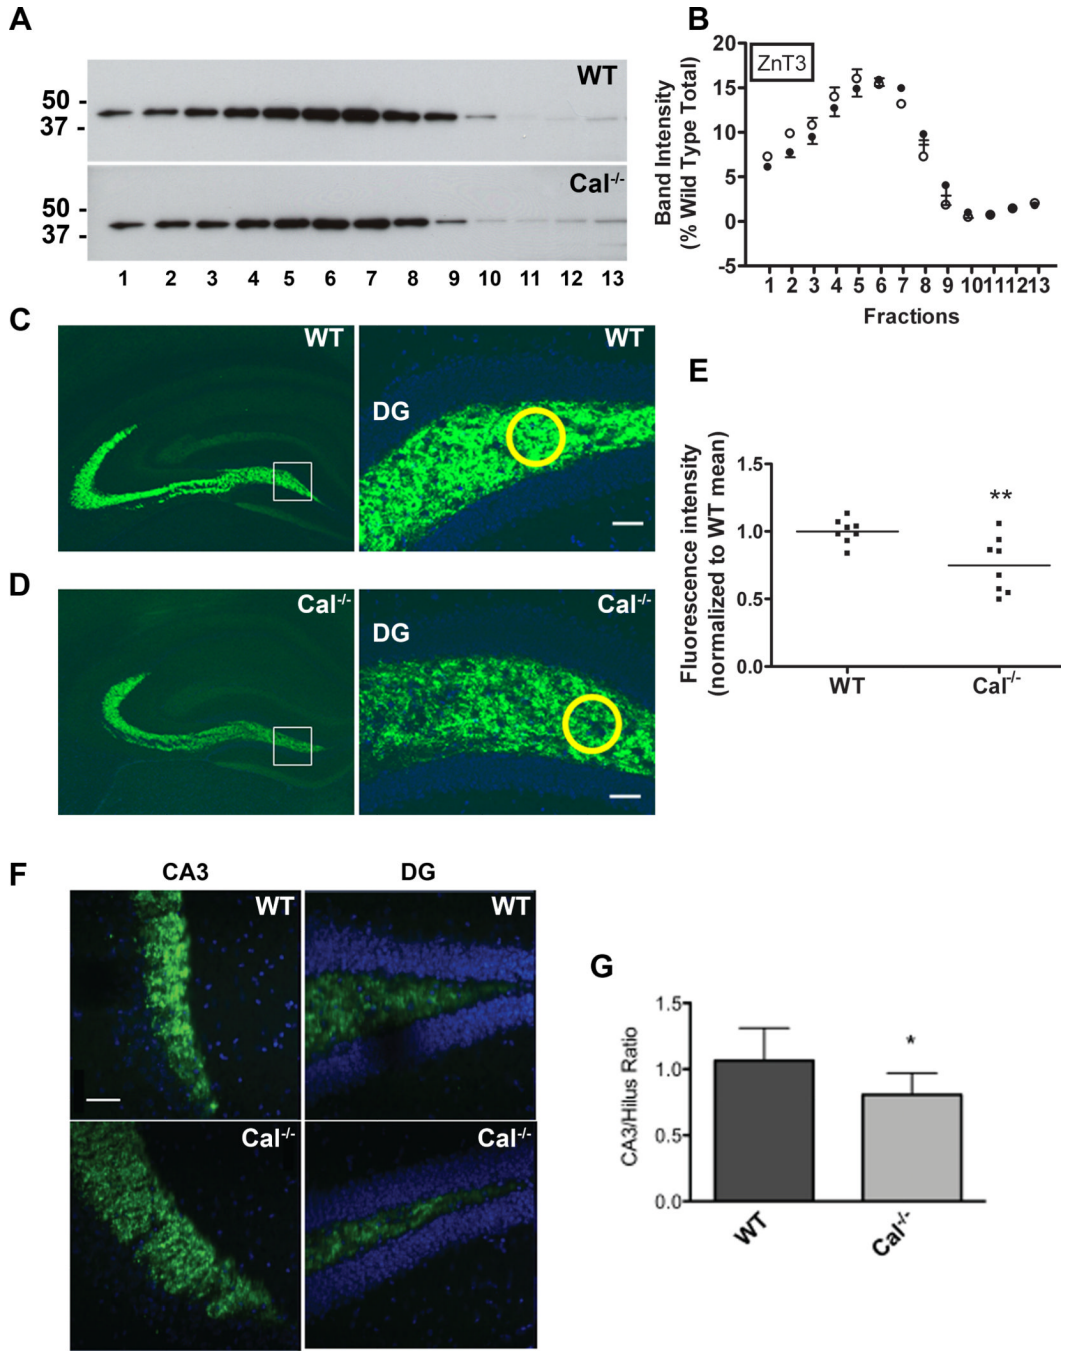 A
WT
50 -
37 -
Cal-/-
50 -
37 -
1 2 3 4 5 6 7 8 9 10 11 12 13
B
ZnT3
Band Intensity
(% Wild Type Total)
20
15
10
5
0
-5
1 2 3 4 5 6 7 8 9 10 11 12 13
Fractions
C
WT
WT
DG
D
Cal-/-
Cal-/-
DG
E
Fluorescence intensity
(normalized to WT mean)
1.5
1.0
0.5
0.0
**
WT
Cal-/-
F
CA3
DG
WT
WT
Cal-/-
Cal-/-
G
CA3/Hilus Ratio
1.5
1.0
0.5
0.0
*
WT
Cal-/-